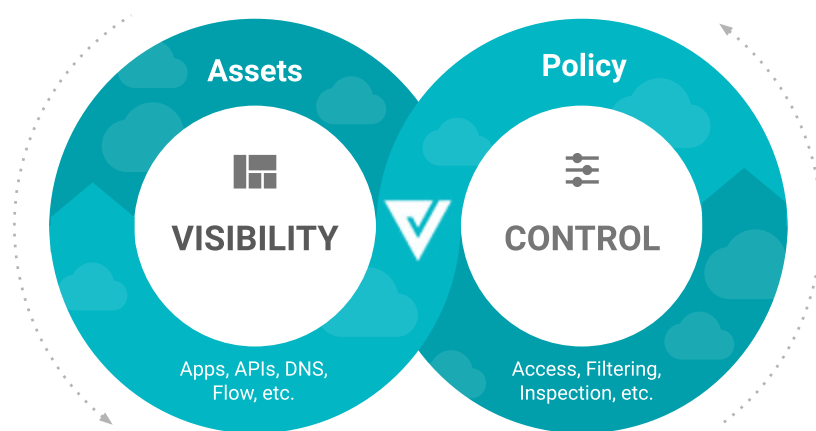 Assets
VISIBILITY
Apps, APIs, DNS,
Flow, etc.
Policy
CONTROL
Access, Filtering,
Inspection, etc.